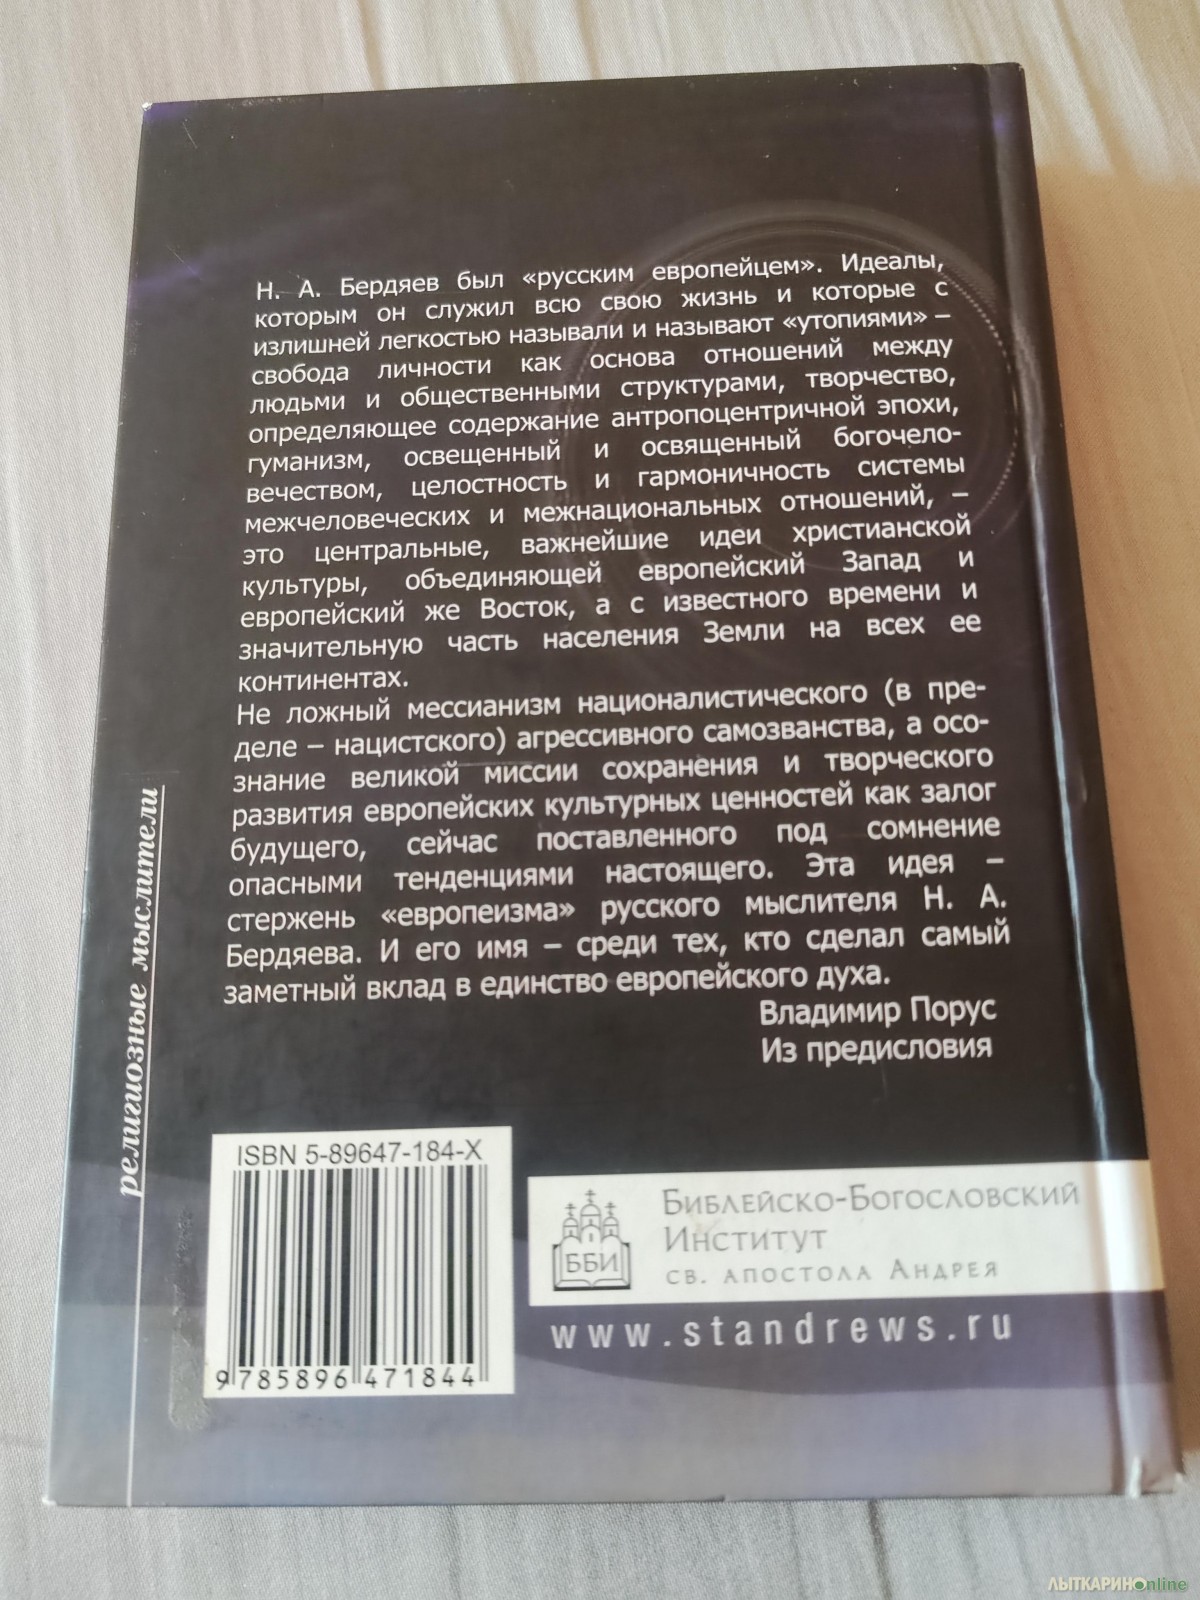 Н. А. Бердяев был «русским европейцем». Идеалы,
которым он служил всю свою жизнь и которые с
излишней легкостью называли и называют «утопиями» –
свобода личности как основа отношений между
людьми и общественными структурами, творчество,
определяющее содержание антропоцентричной эпохи,
гуманизм, освещенный и освященный богочело-
вечеством, целостность и гармоничность системы
межчеловеческих и межнациональных отношений, –
это центральные, важнейшие идеи христианской
культуры, объединяющей европейский Запад и
европейский же Восток, а с известного времени и
значительную часть населения Земли на всех ее
континентах.
Не ложный мессианизм националистического (в пре-
деле – нацистского) агрессивного самозванства, а осо-
знание великой миссии сохранения и творческого
развития европейских культурных ценностей как залог
будущего, сейчас поставленного под сомнение
опасными тенденциями настоящего. Эта идея –
стержень «европеизма» русского мыслителя Н. А.
Бердяева. И его имя – среди тех, кто сделал самый
заметный вклад в единство европейского духа.
Владимир Порус
Из предисловия
религиозные мыслители
ISBN 5-89647-184-X
9 785896 471844
ББИ
Библейско-Богословский
Институт
св. апостола Андрея
www.standrews.ru
ЛЫТКАРИНОonline